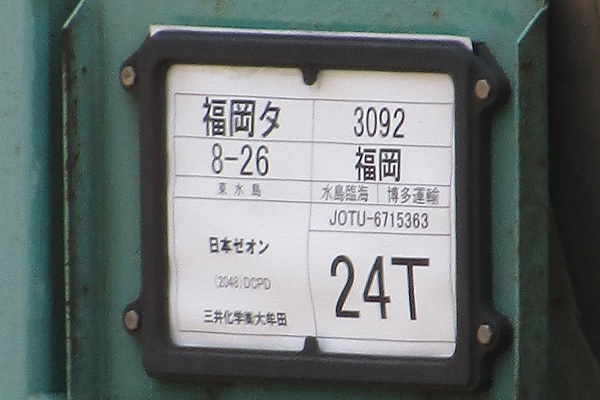 福岡タ 3092
8-26 福岡
東水島 水島臨海 博多運輸
JOTU-6715363
日本ゼオン
24T
(2048)DCPD
三井化学㈱大牟田